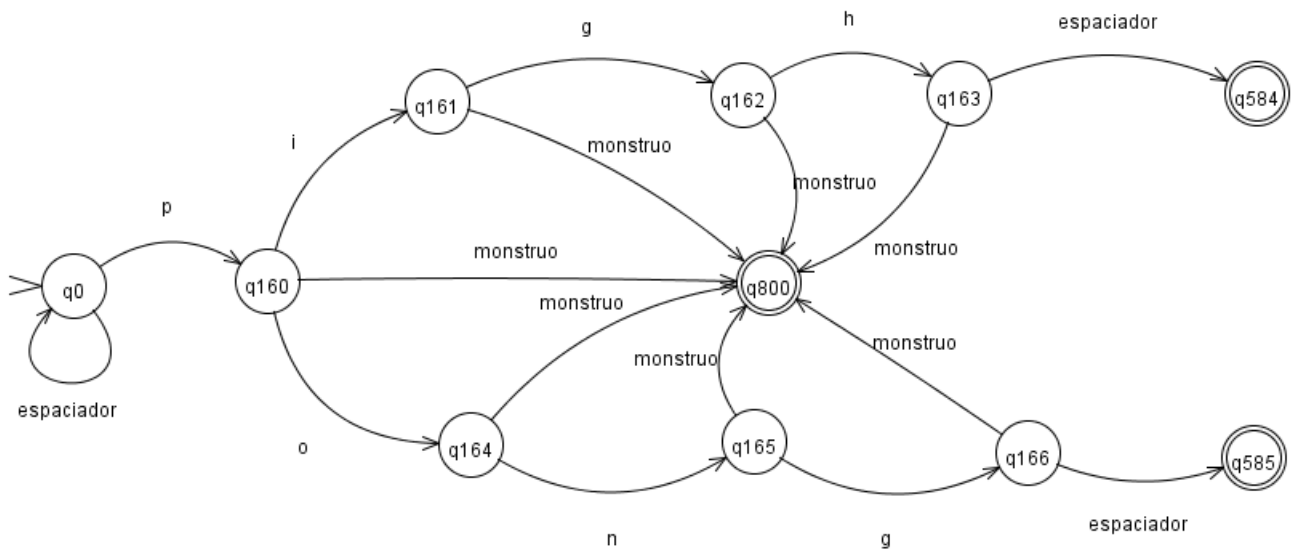 g
h
espaciador
q161
q162
q163
q584
i
monstruo
monstruo
p
monstruo
monstruo
q0
q160
q800
monstruo
monstruo
monstruo
espaciador
o
q164
q165
q166
q585
espaciador
n
g